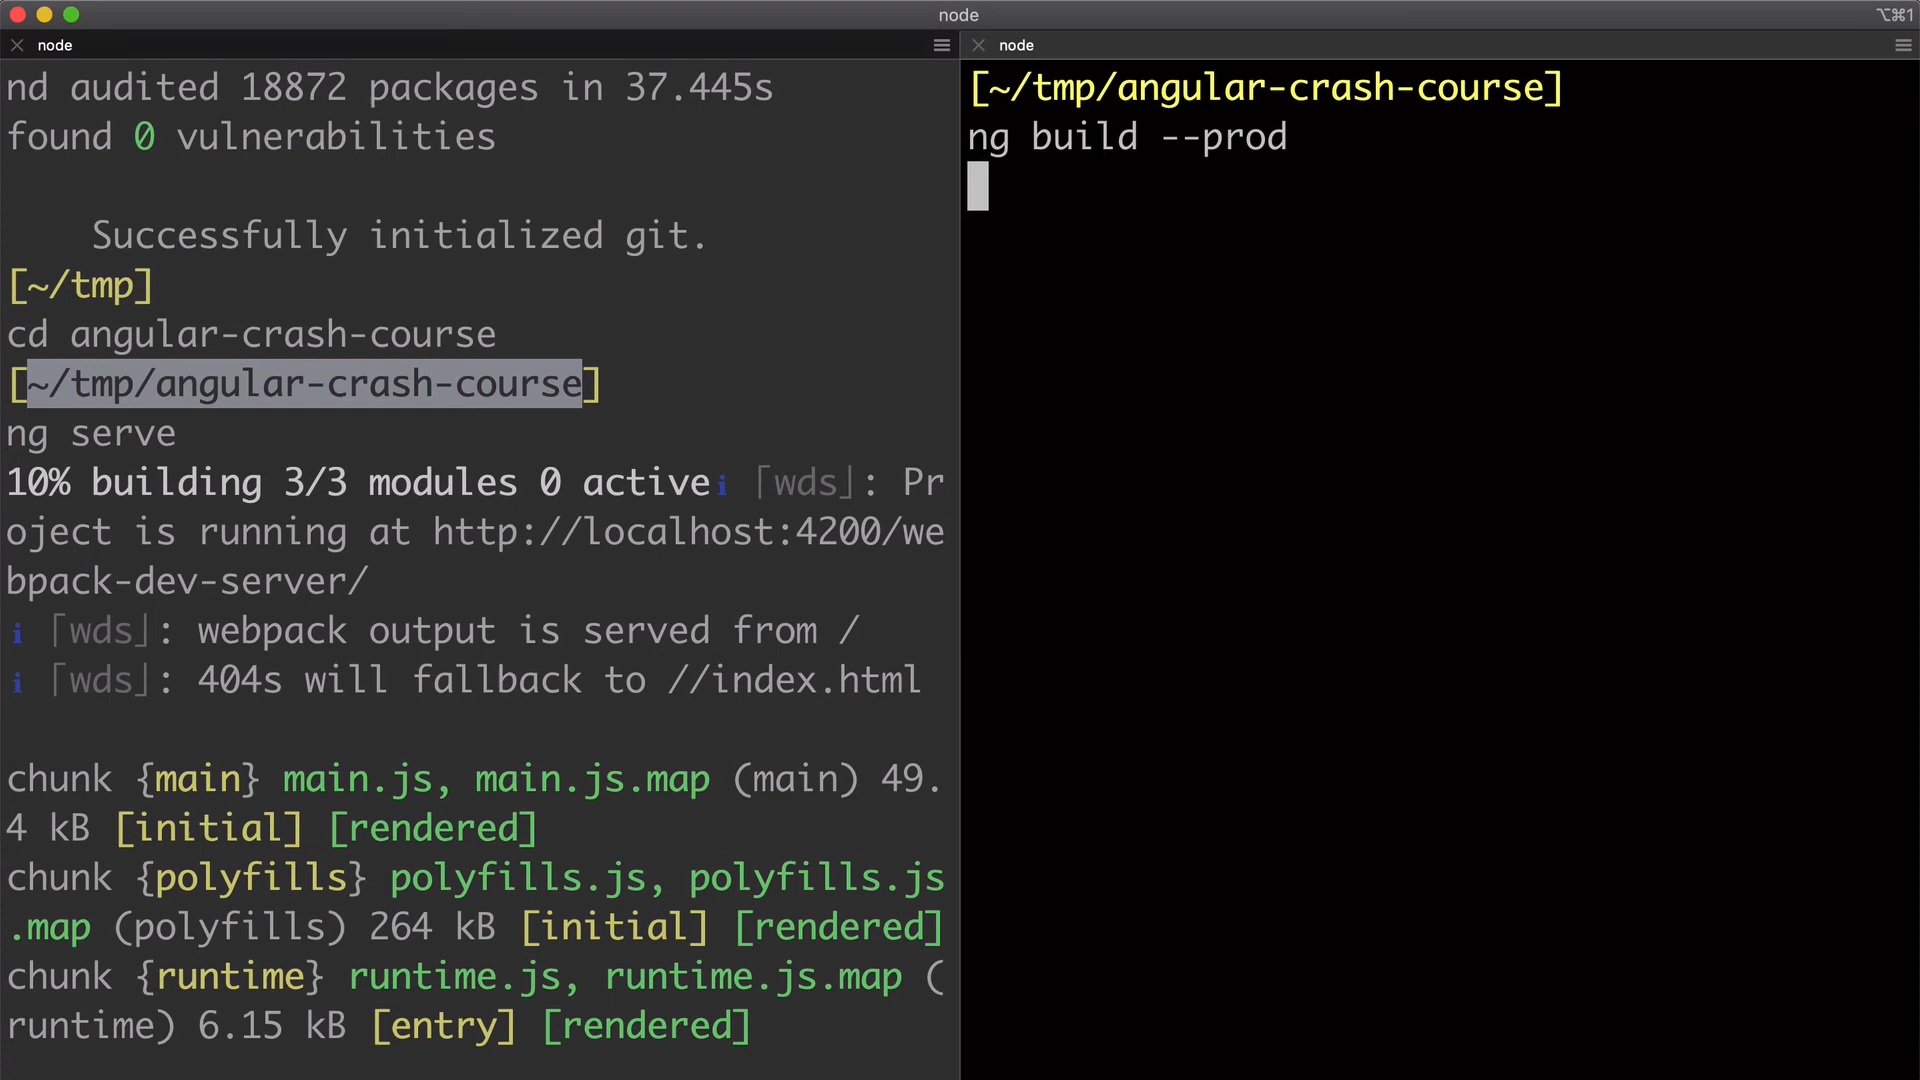 node
⌥⌘1
node
nd audited 18872 packages in 37.445s
found 0 vulnerabilities
Successfully initialized git.
[~/tmp]
cd angular-crash-course
[~/tmp/angular-crash-course]
ng serve
10% building 3/3 modules 0 activeℹ ｢wds｣: Pr
oject is running at http://localhost:4200/we
bpack-dev-server/
ℹ ｢wds｣: webpack output is served from /
ℹ ｢wds｣: 404s will fallback to //index.html
chunk {main} main.js, main.js.map (main) 49.
4 kB [initial] [rendered]
chunk {polyfills} polyfills.js, polyfills.js
.map (polyfills) 264 kB [initial] [rendered]
chunk {runtime} runtime.js, runtime.js.map (
runtime) 6.15 kB [entry] [rendered]
node
[~/tmp/angular-crash-course]
ng build --prod